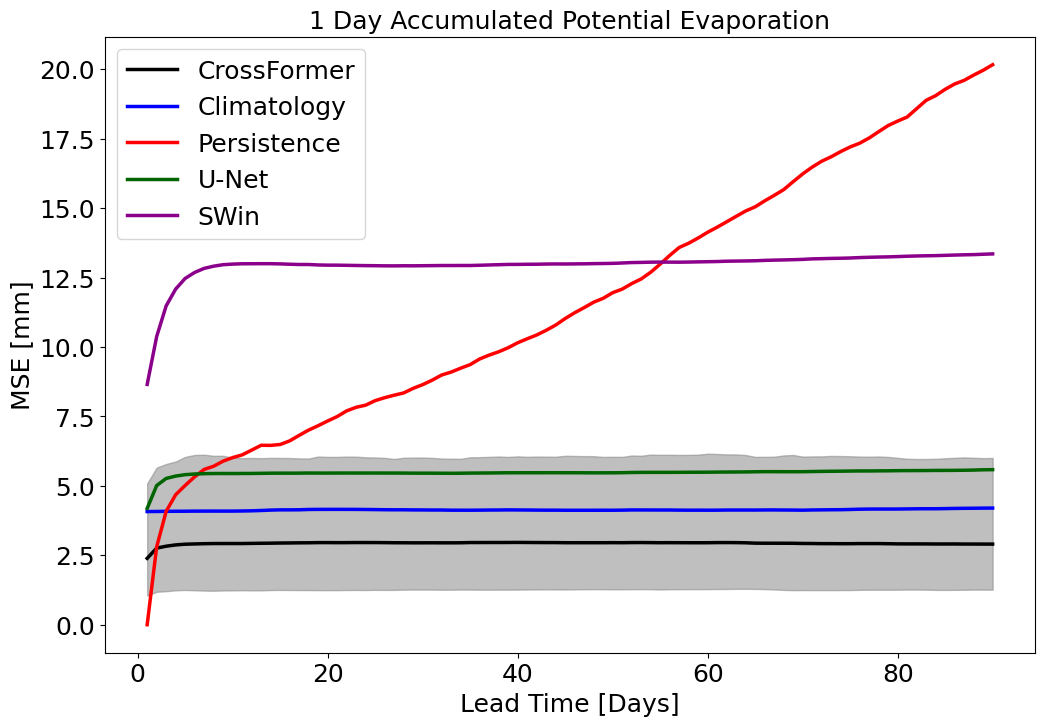 1 Day Accumulated Potential Evaporation
CrossFormer
Climatology
Persistence
U-Net
SWin
MSE [mm]
20.0
17.5
15.0
12.5
10.0
7.5
5.0
2.5
0.0
0 20 40 60 80
Lead Time [Days]